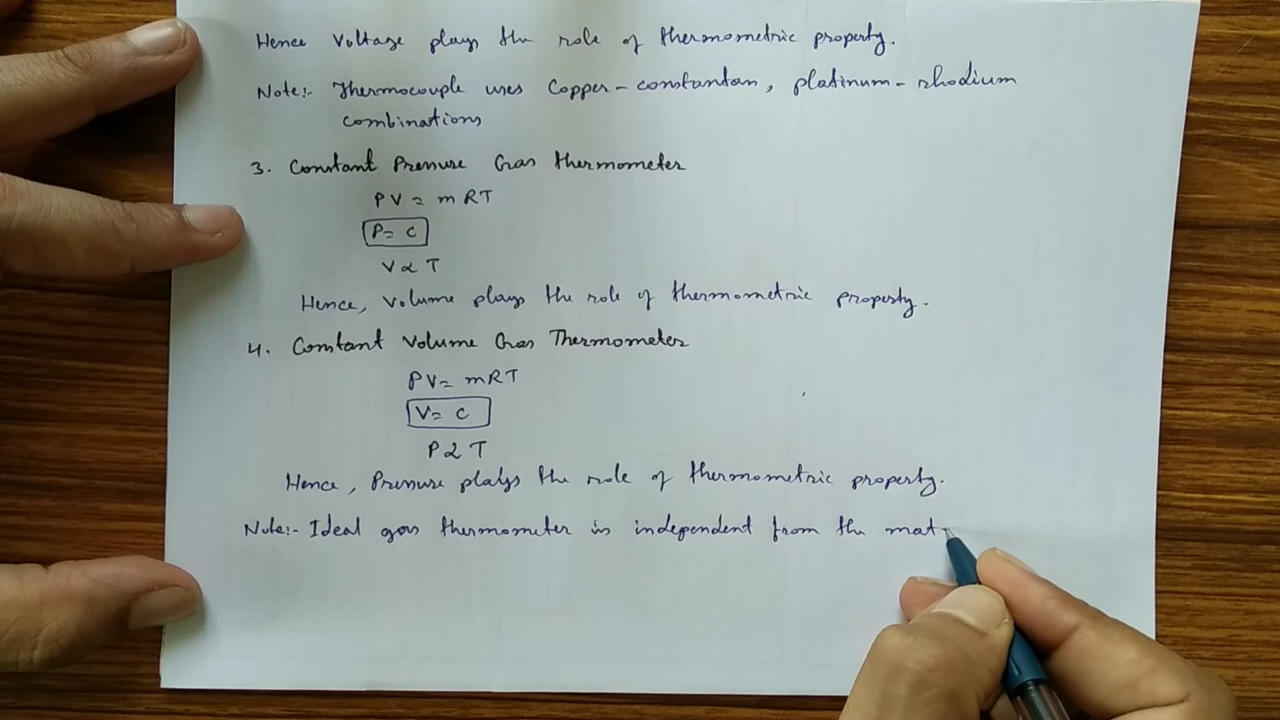 Hence Voltage plays the role of thermometric property.
Note:- Thermocouple uses Copper-constantan, platinum-rhodium
combinations
3. Constant Pressure Gas thermometer
PV = mRT
P = C
V ∝ T
Hence, Volume plays the role of thermometric property.
4. Constant Volume Gas Thermometer
PV = mRT
V = C
P ∝ T
Hence, Pressure platys the role of thermometric property.
Note:- Ideal gas thermometer is independent from the mat